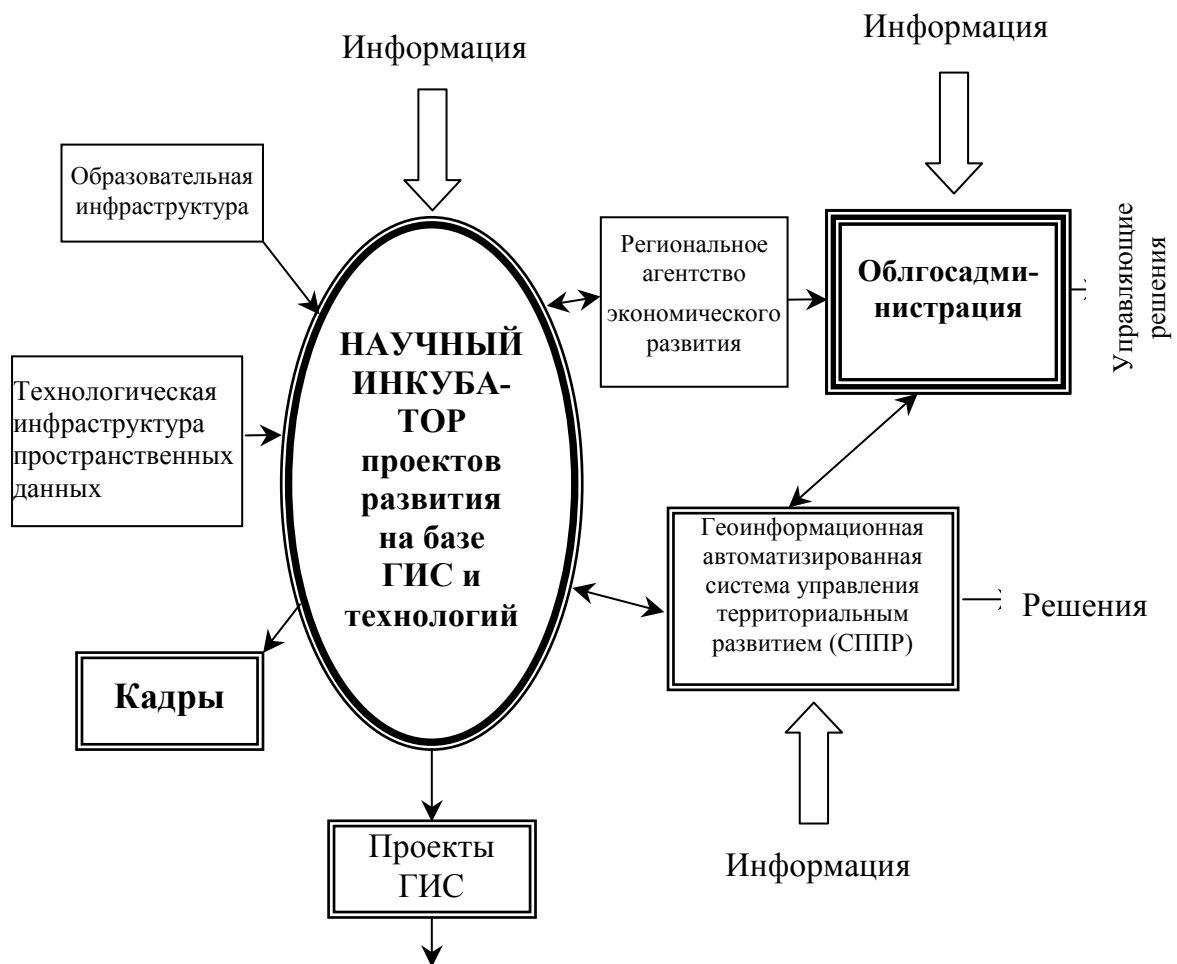 Информация
Информация
Образовательная
инфраструктура
Региональное
агентство
экономического
развития
Облгосадми-
нистрация
Управляющие
решения
НАУЧНЫЙ
ИНКУБА-
ТОР
проектов
развития
на базе
ГИС и
технологий
Технологическая
инфраструктура
пространственных
данных
Геоинформационная
автоматизированная
система управления
территориальным
развитием (СППР)
Решения
Кадры
Проекты
ГИС
Информация